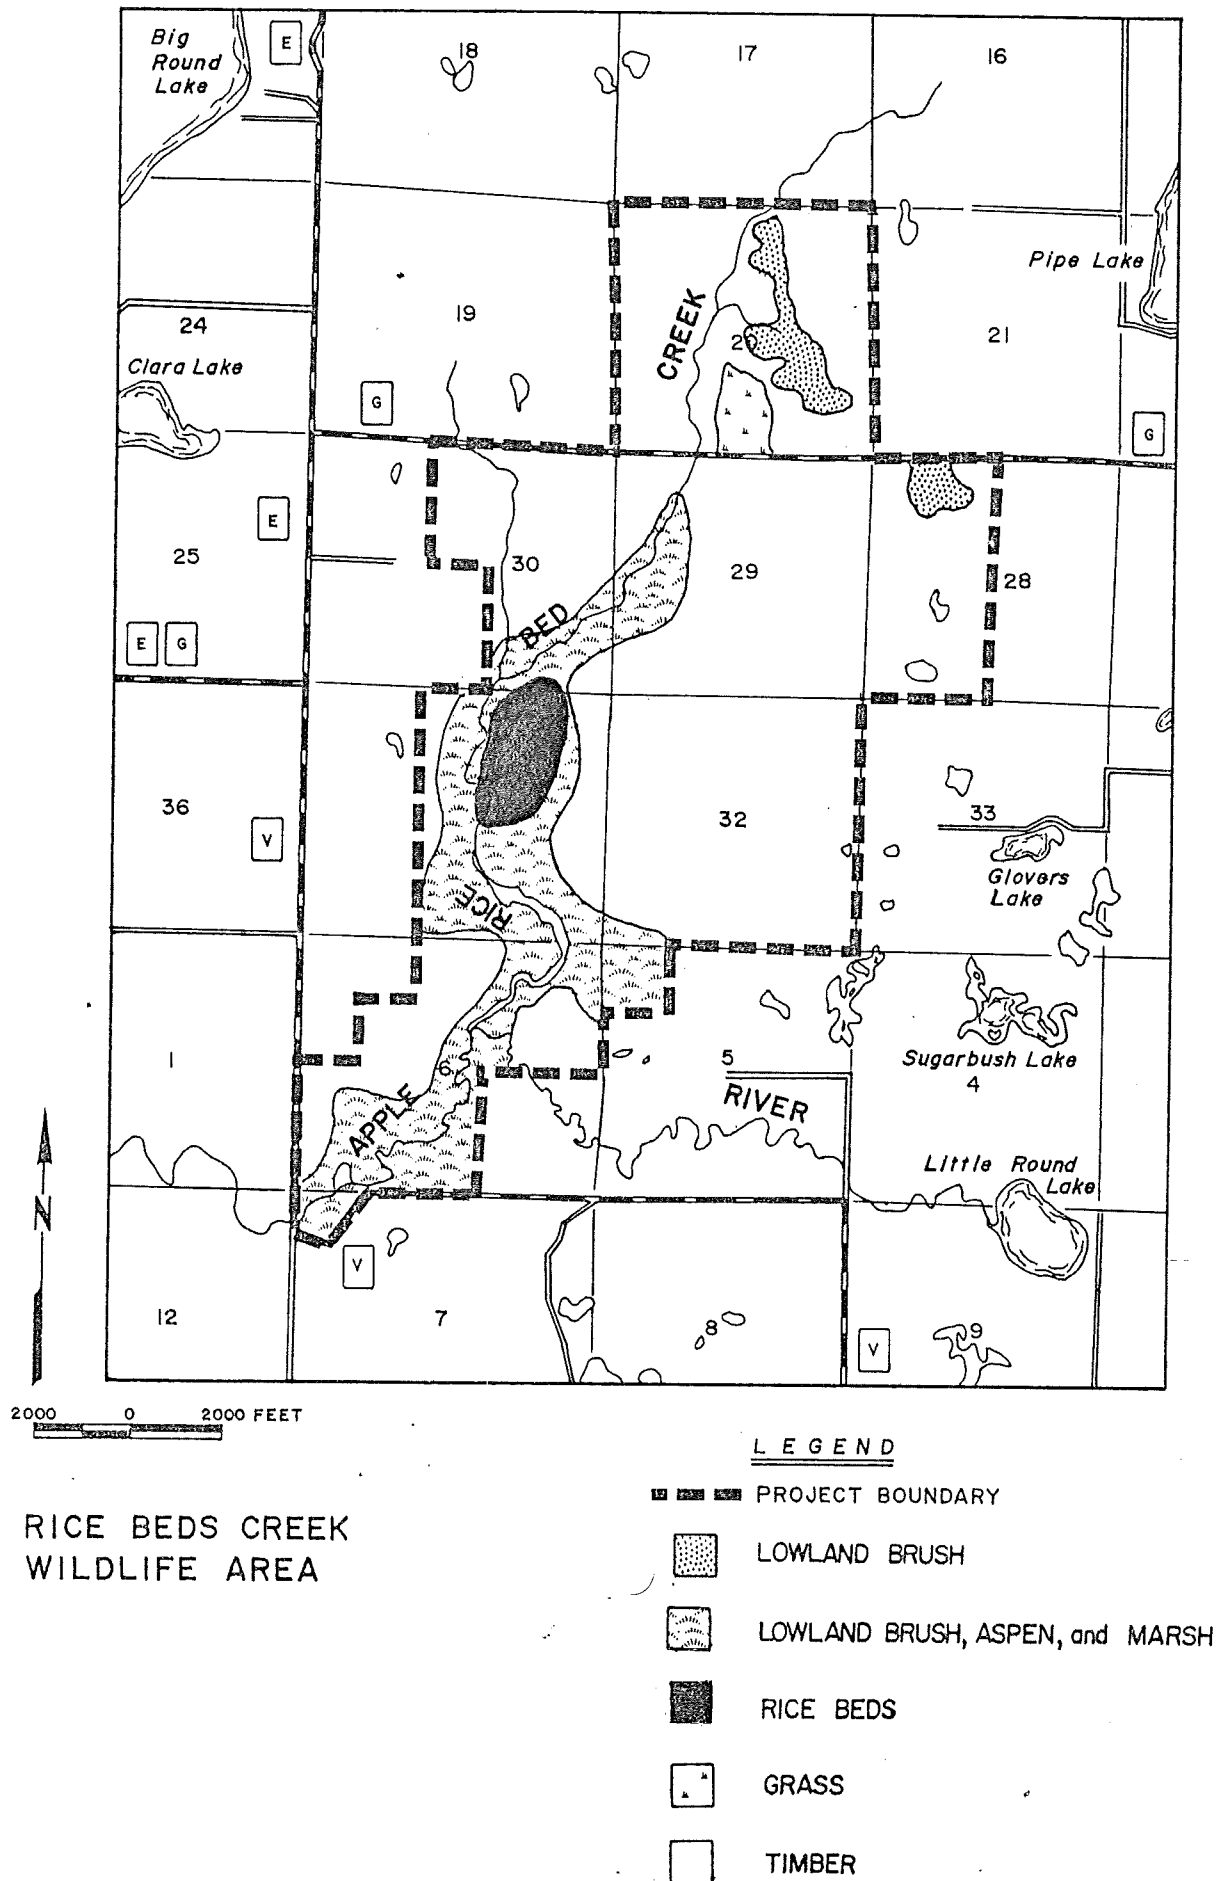 Big
Round
Lake
E
18
17
16
Pipe Lake
24
19
CREEK
20
21
Clara Lake
G
G
E
25
30
29
28
BED
E G
36
V
32
33
Glovers
Lake
RICE
1
6
5
Sugarbush Lake
4
APPLE
RIVER
Little Round
Lake
N
V
12
7
8
V
9
2000 0 2000 FEET
LEGEND
PROJECT BOUNDARY
RICE BEDS CREEK
WILDLIFE AREA
LOWLAND BRUSH
LOWLAND BRUSH, ASPEN, and MARSH
RICE BEDS
GRASS
TIMBER